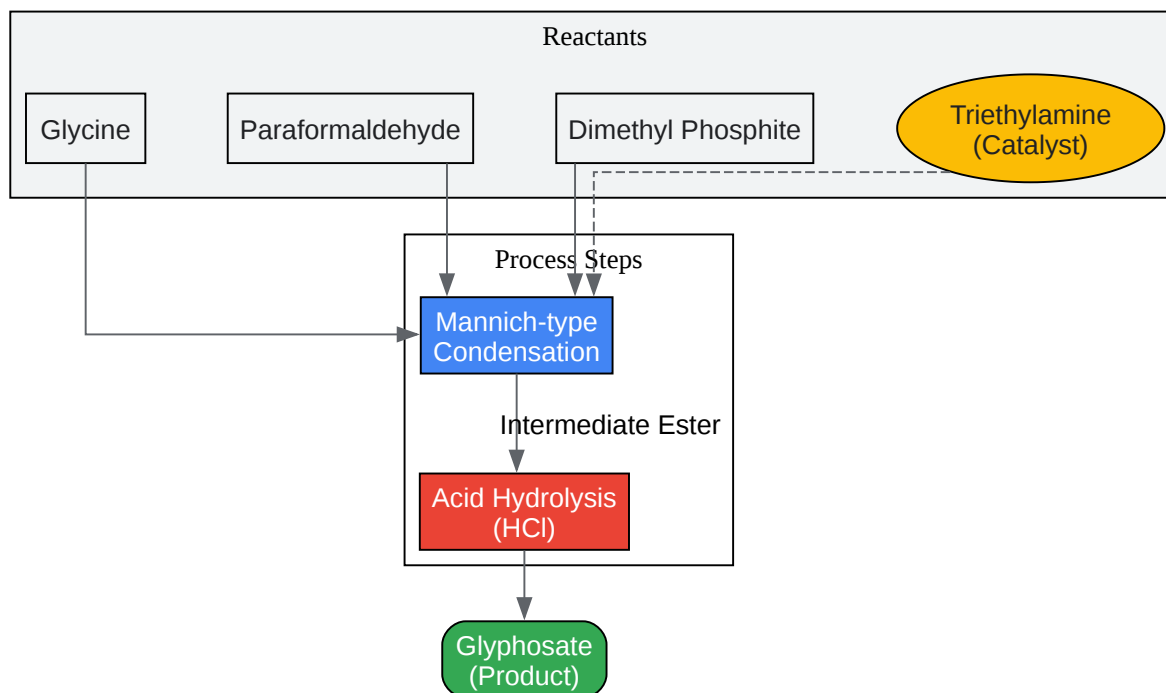 Reactants
Glycine
Paraformaldehyde
Dimethyl Phosphite
Triethylamine
(Catalyst)
Process Steps
Mannich-type
Condensation
Intermediate Ester
Acid Hydrolysis
(HCl)
Glyphosate
(Product)